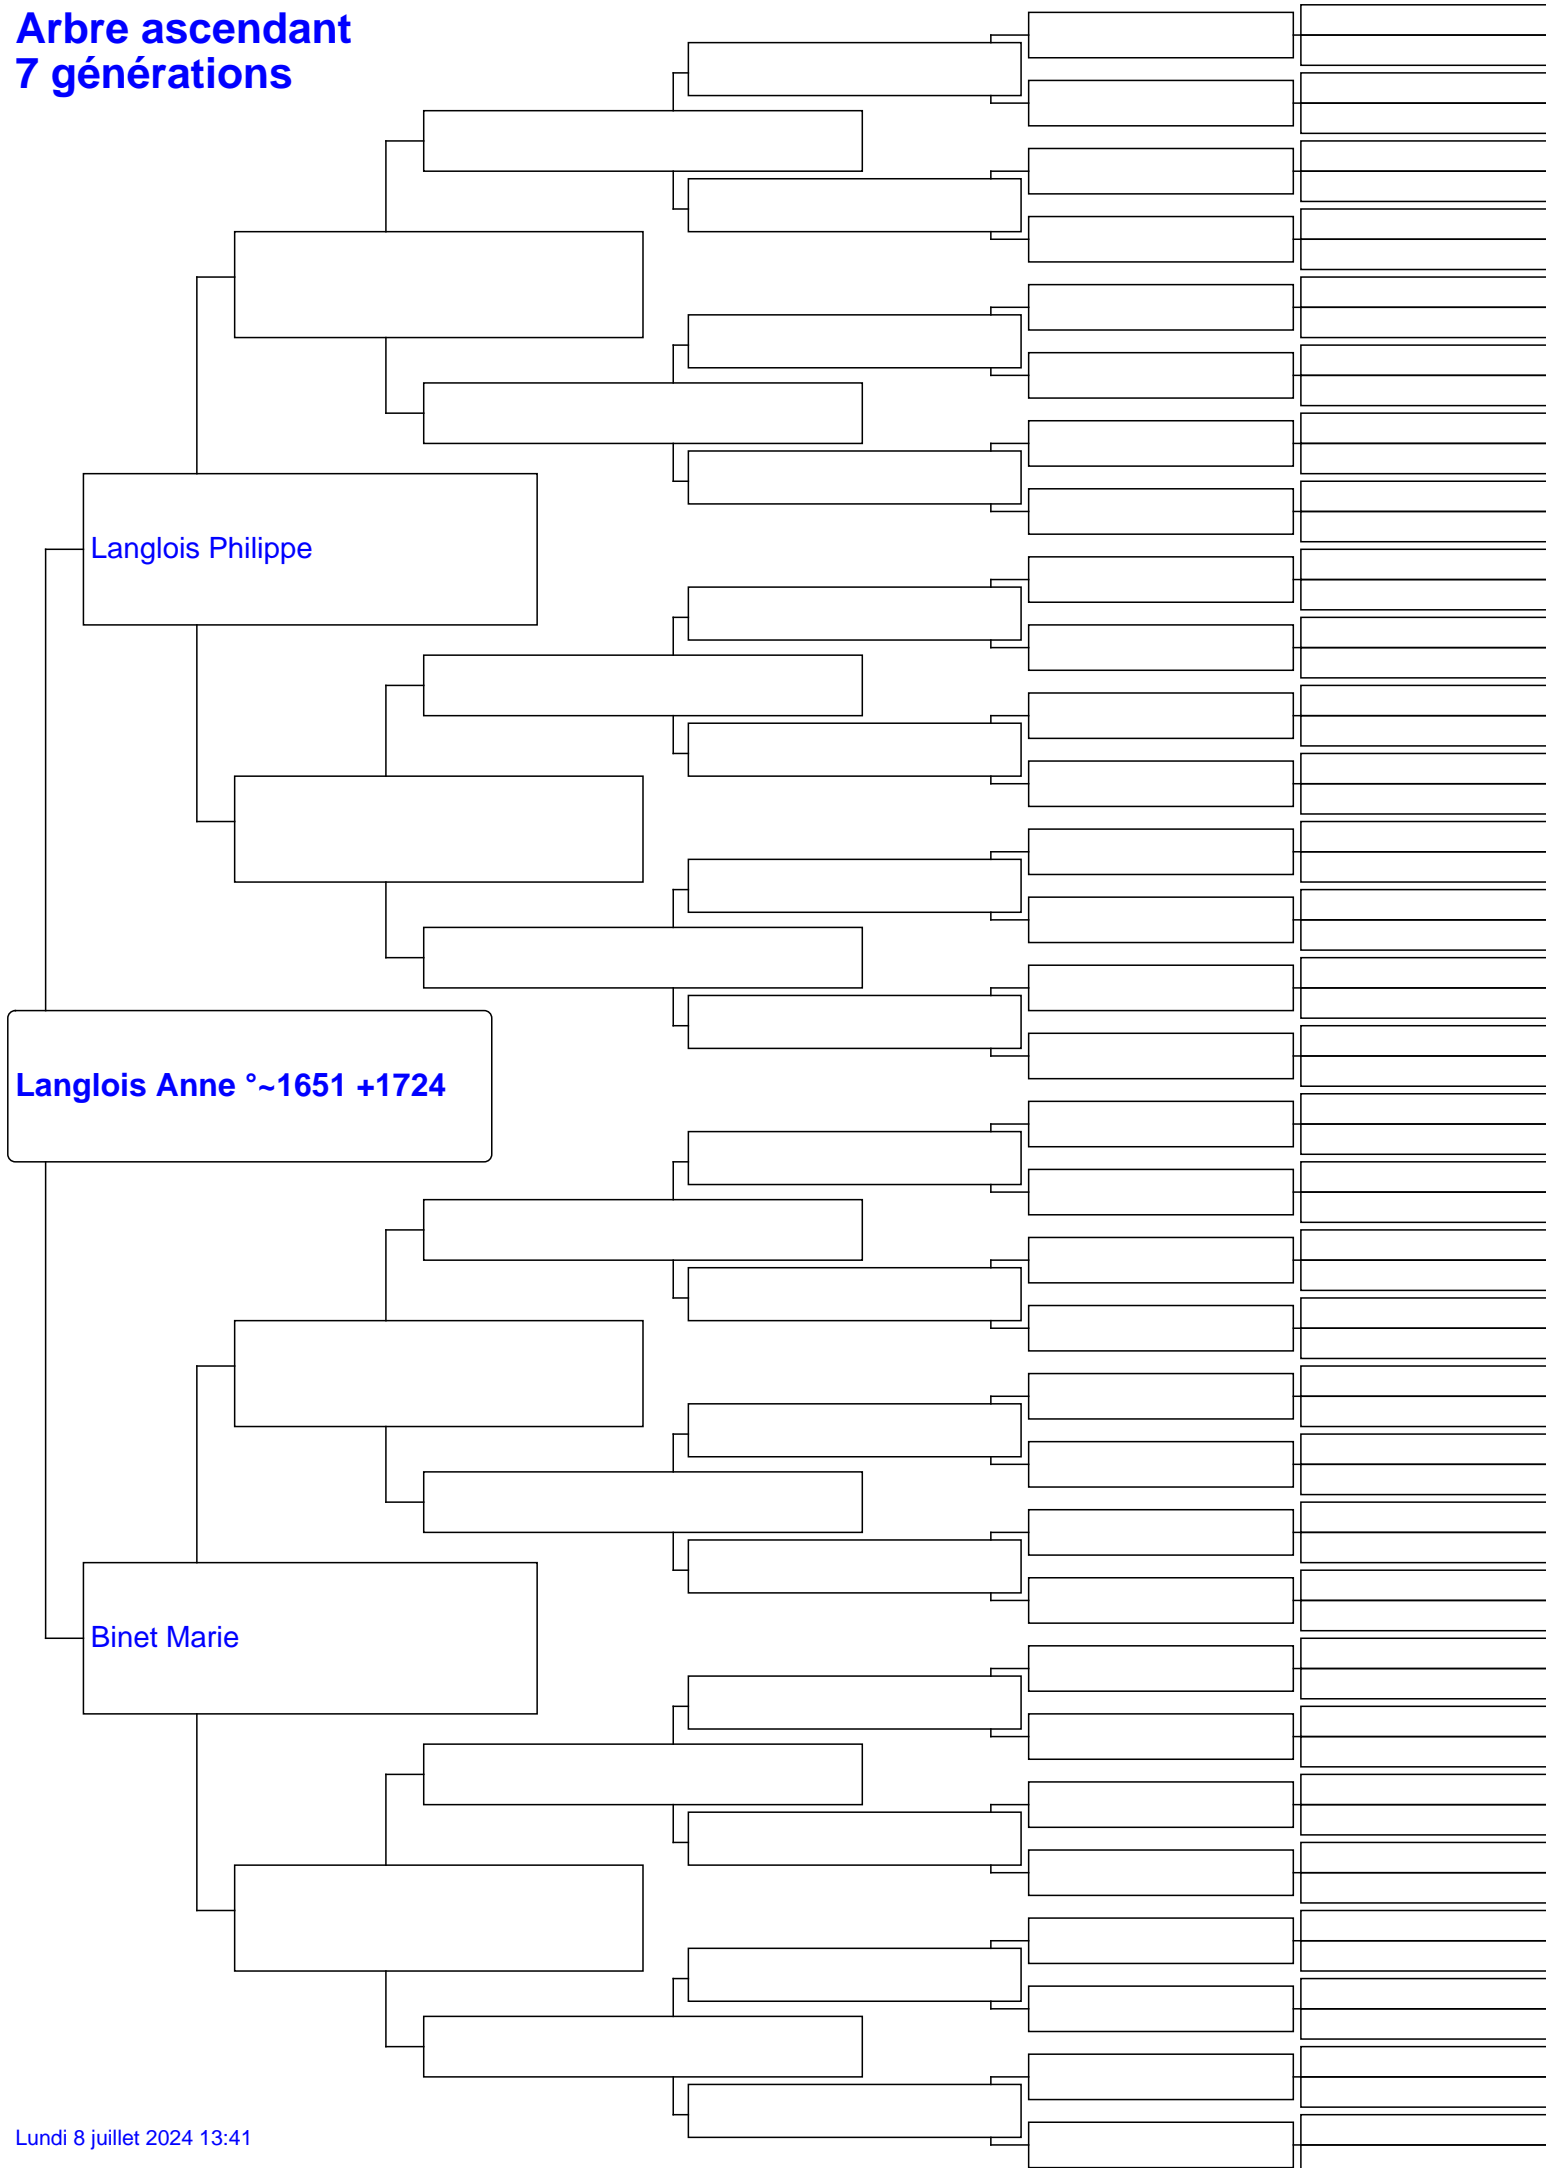 Arbre ascendant
7 générations
Langlois Philippe
Langlois Anne °~1651 +1724
Binet Marie
Lundi 8 juillet 2024 13:41